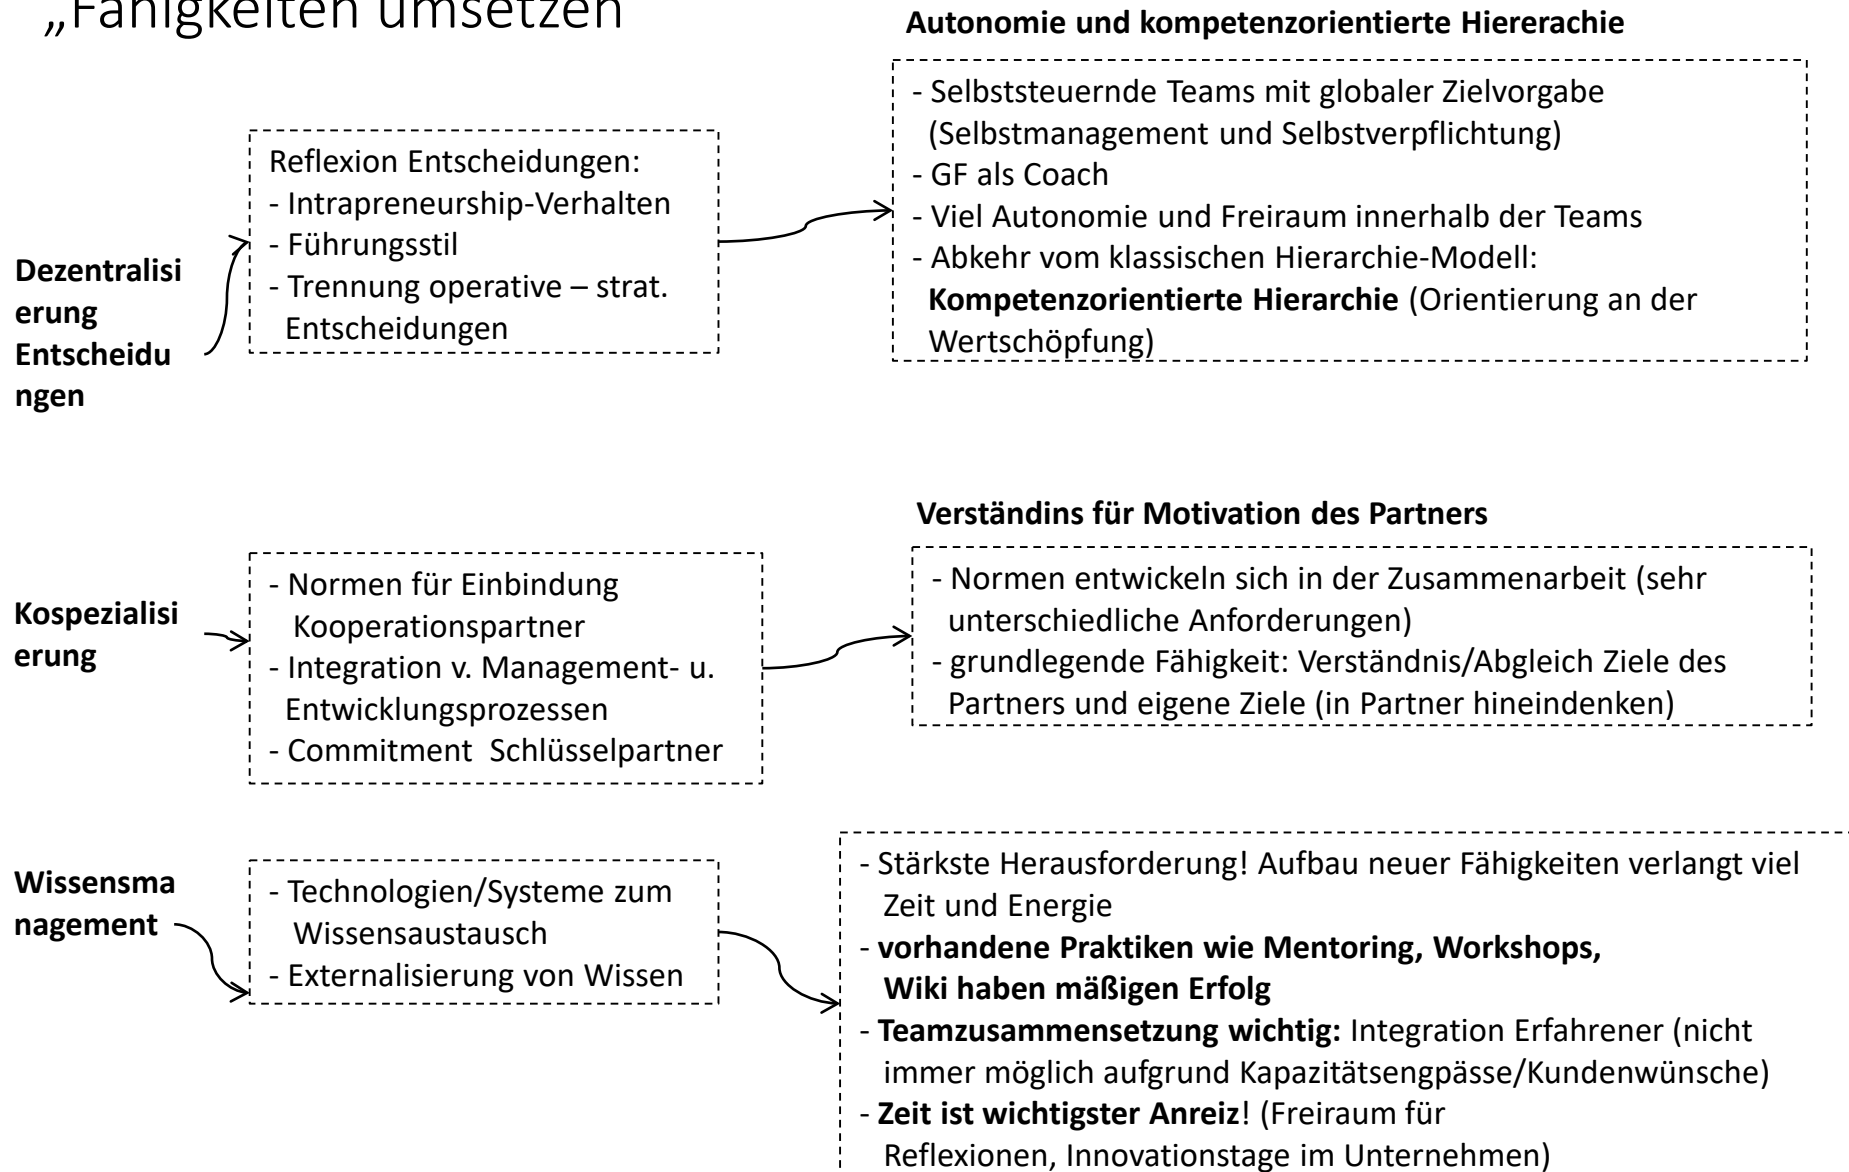 „Fähigkeiten umsetzen
Autonomie und kompetenzorientierte Hiererachie
Dezentralisi
erung
Entscheidu
ngen
Reflexion Entscheidungen:
- Intrapreneurship-Verhalten
- Führungsstil
- Trennung operative – strat.
Entscheidungen
- Selbststeuernde Teams mit globaler Zielvorgabe
(Selbstmanagement und Selbstverpflichtung)
- GF als Coach
- Viel Autonomie und Freiraum innerhalb der Teams
- Abkehr vom klassischen Hierarchie-Modell:
Kompetenzorientierte Hierarchie (Orientierung an der
Wertschöpfung)
Verständins für Motivation des Partners
Kospezialisi
erung
- Normen für Einbindung
Kooperationspartner
- Integration v. Management- u.
Entwicklungsprozessen
- Commitment  Schlüsselpartner
- Normen entwickeln sich in der Zusammenarbeit (sehr
unterschiedliche Anforderungen)
- grundlegende Fähigkeit: Verständnis/Abgleich Ziele des
Partners und eigene Ziele (in Partner hineindenken)
Wissensma
nagement
- Technologien/Systeme zum
Wissensaustausch
- Externalisierung von Wissen
- Stärkste Herausforderung! Aufbau neuer Fähigkeiten verlangt viel
Zeit und Energie
- vorhandene Praktiken wie Mentoring, Workshops,
Wiki haben mäßigen Erfolg
- Teamzusammensetzung wichtig: Integration Erfahrener (nicht
immer möglich aufgrund Kapazitätsengpässe/Kundenwünsche)
- Zeit ist wichtigster Anreiz! (Freiraum für
Reflexionen, Innovationstage im Unternehmen)